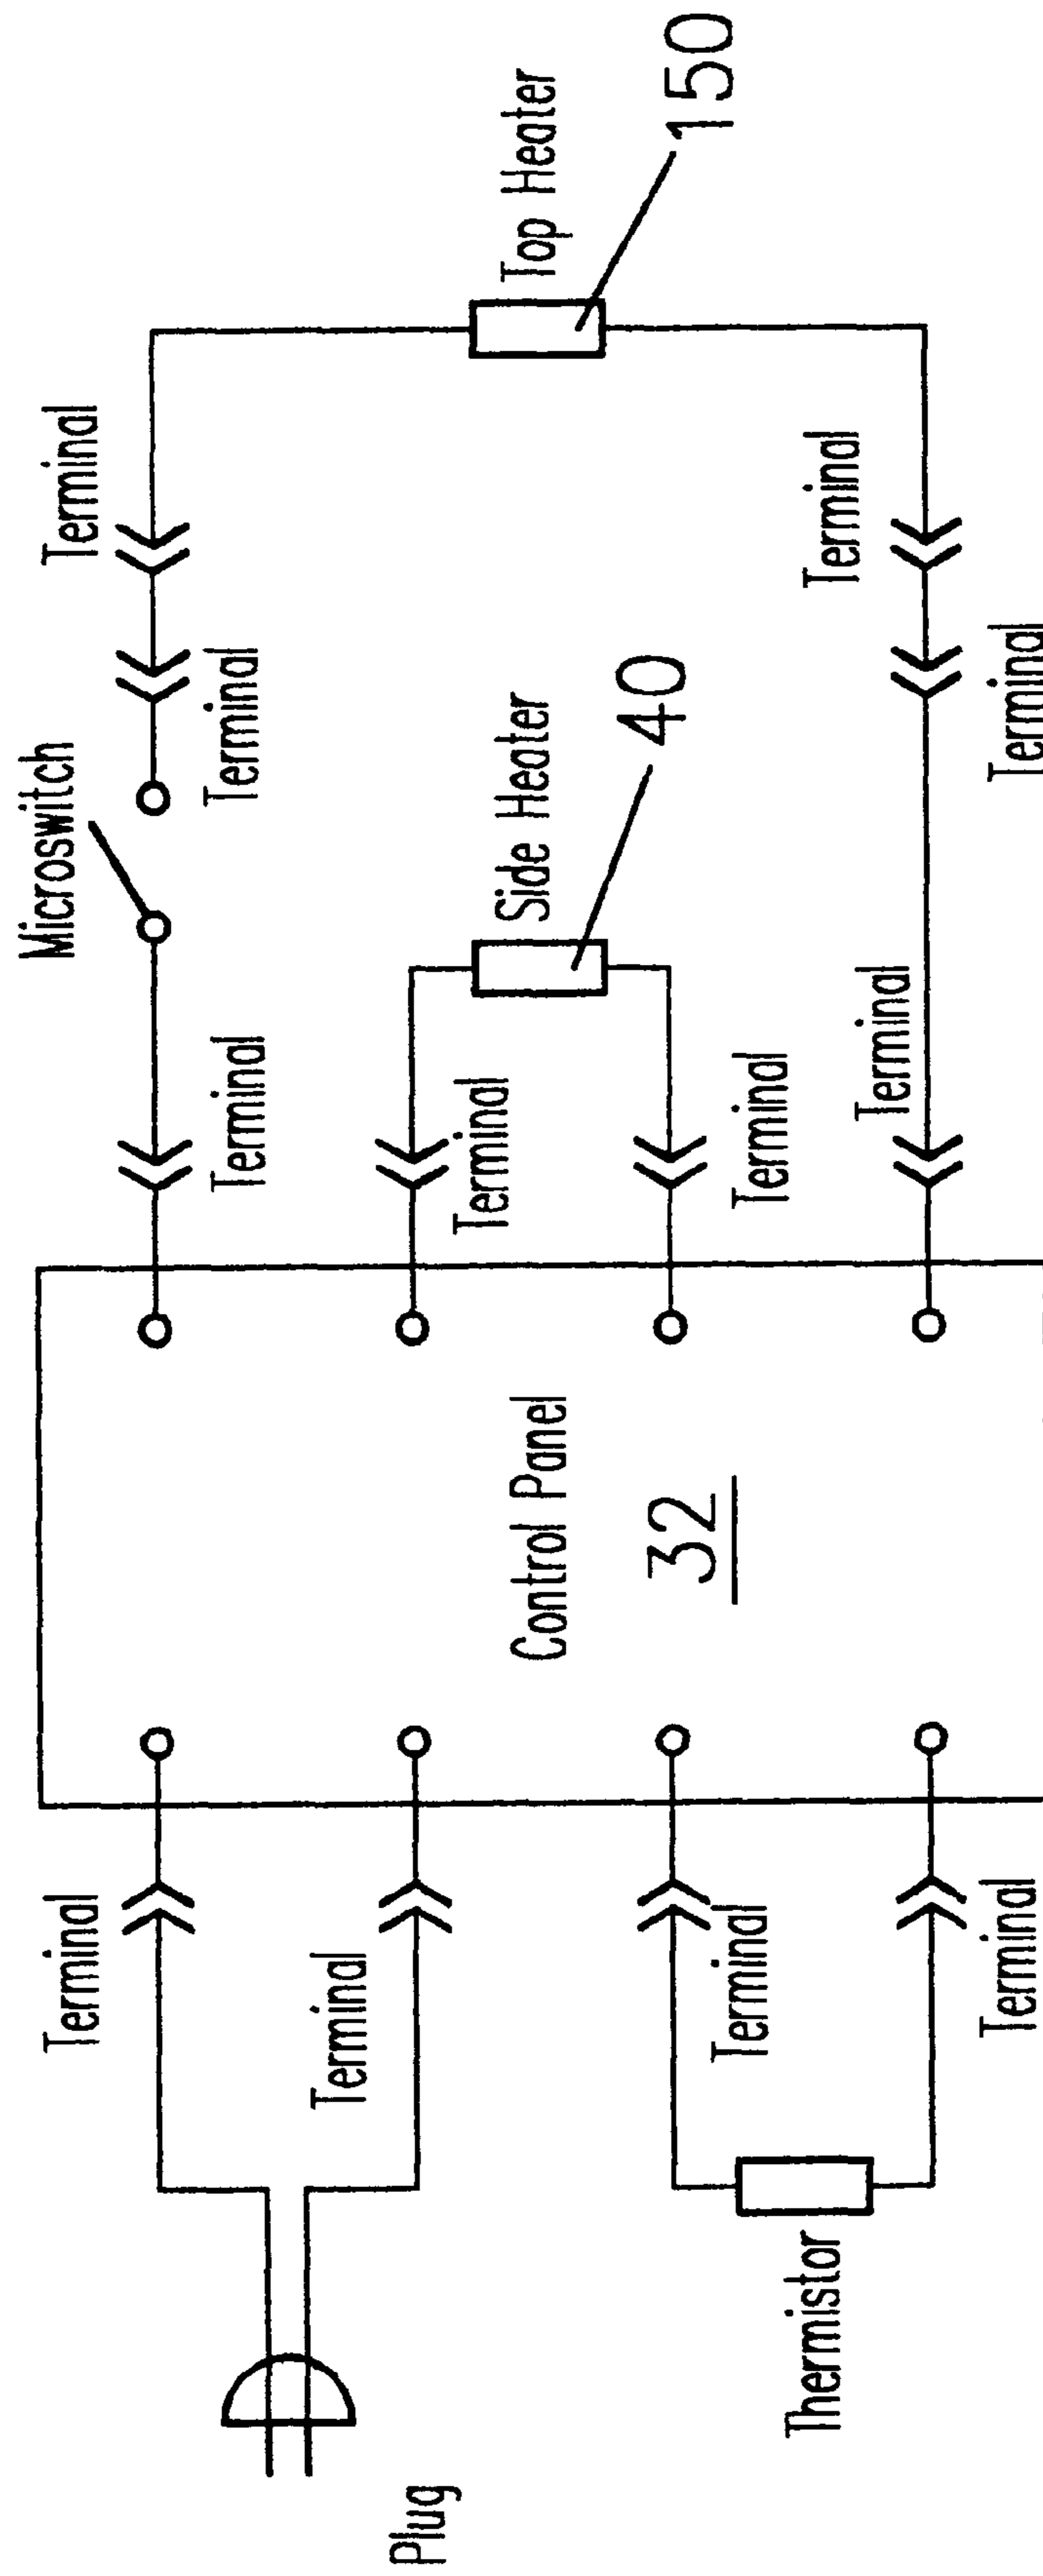 Microswitch
Terminal
Terminal
Terminal
Terminal
Terminal
Plug
Terminal
Control Panel
Side Heater
Top Heater
32
40
150
Terminal
Terminal
Thermistor
Terminal
Terminal
Terminal
Terminal